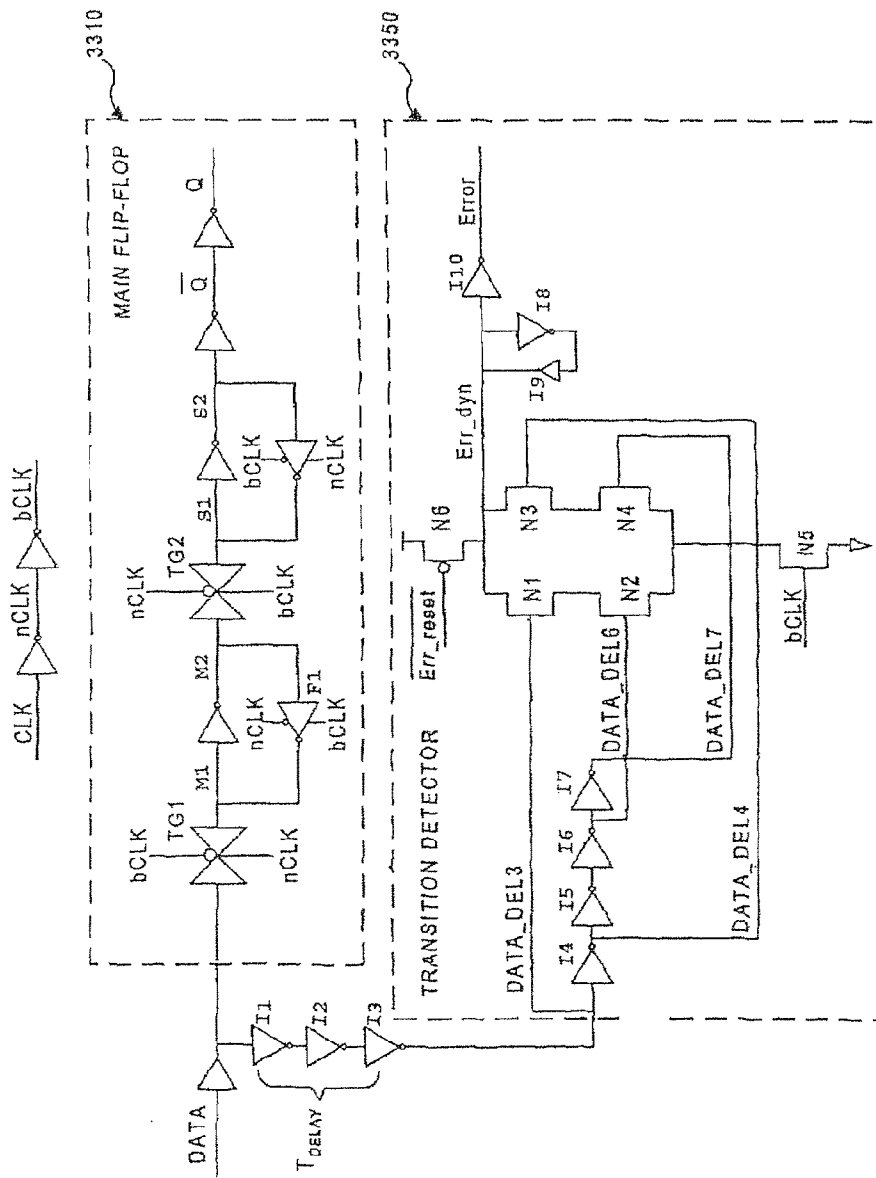 CLK
nCLK
bCLK
3310
MAIN FLIP-FLOP
DATA
bCLK
TG1
nCLK
M1
M2
nCLK
F1
bCLK
nCLK
TG2
bCLK
S1
S2
bCLK
nCLK
Q
Q
I1
I2
I3
TDELAY
3350
TRANSITION DETECTOR
Err_reset
N6
Err_dyn
I10
Error
I8
I9
DATA_DEL3
N1
N3
N2
N4
DATA_DEL6
I4
I5
I6
I7
DATA_DEL7
DATA_DEL4
bCLK
N5